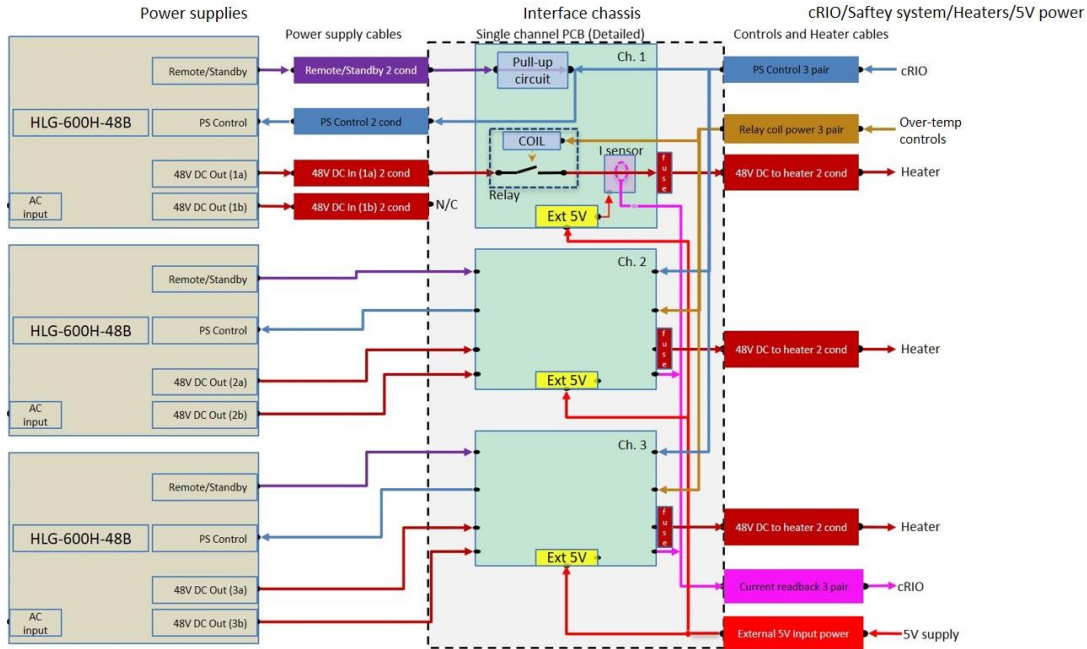 Power supplies
Interface chassis
cRIO/Saftey system/Heaters/5V power
Power supply cables
Single channel PCB (Detailed)
Controls and Heater cables
Remote/Standby
Remote/Standby 2 cond
Pull-up
circuit
Ch. 1
PS Control 3 pair
cRIO
HLG-600H-48B
PS Control
PS Control 2 cond
COIL
Relay coil power 3 pair
Over-temp
controls
I sensor
fuse
48V DC Out (1a)
48V DC In (1a) 2 cond
48V DC to heater 2 cond
Heater
Relay
AC
input
48V DC Out (1b)
48V DC In (1b) 2 cond
N/C
Ext 5V
Remote/Standby
Ch. 2
HLG-600H-48B
PS Control
fuse
48V DC to heater 2 cond
Heater
48V DC Out (2a)
Ext 5V
AC
input
48V DC Out (2b)
Ch. 3
Remote/Standby
HLG-600H-48B
PS Control
fuse
48V DC to heater 2 cond
Heater
Ext 5V
48V DC Out (3a)
Current readback 3 pair
cRIO
AC
input
48V DC Out (3b)
External 5V input power
5V supply